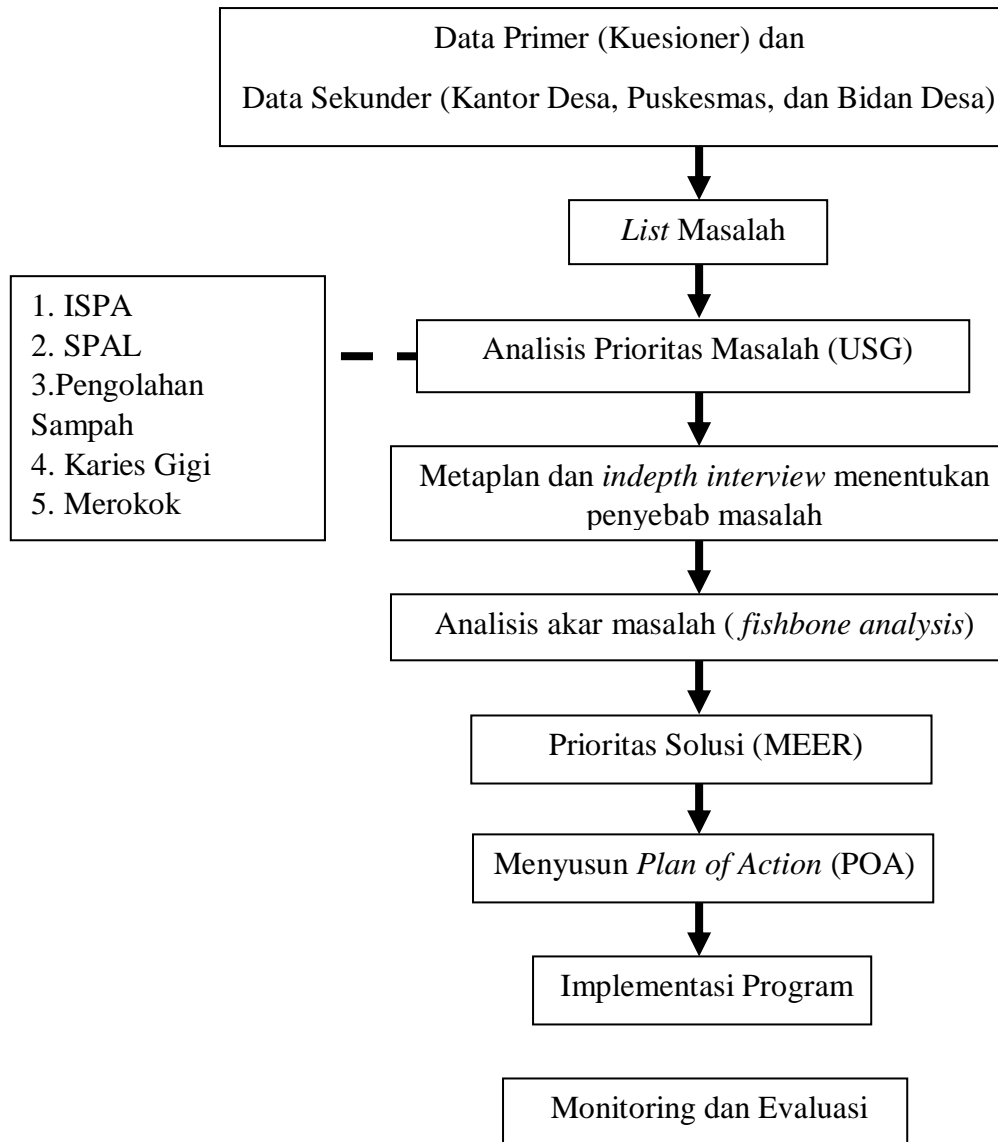 Data Primer (Kuesioner) dan
Data Sekunder (Kantor Desa, Puskesmas, dan Bidan Desa)
List Masalah
1. ISPA
2. SPAL
3.Pengolahan
Sampah
4. Karies Gigi
5. Merokok
Analisis Prioritas Masalah (USG)
Metaplan dan indepth interview menentukan
penyebab masalah
Analisis akar masalah ( fishbone analysis)
Prioritas Solusi (MEER)
Menyusun Plan of Action (POA)
Implementasi Program
Monitoring dan Evaluasi